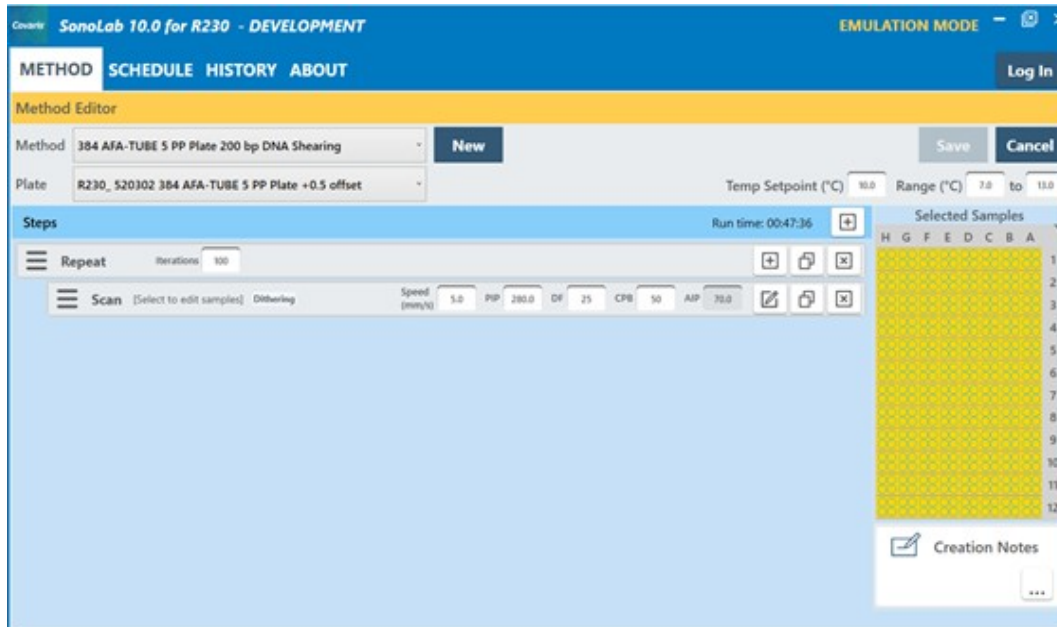 Covaris SonoLab 10.0 for R230 - DEVELOPMENT EMULATION MODE
METHOD SCHEDULE HISTORY ABOUT Log In
Method Editor
Method 384 AFA-TUBE 5 PP Plate 200 bp DNA Shearing New Save Cancel
Plate R230_ 520302 384 AFA-TUBE 5 PP Plate +0.5 offset Temp Setpoint (°C) 10.0 Range (°C) 7.0 to 13.0
Steps Run time: 00:47:36 Selected Samples
H G F E D C B A
Repeat Iterations 100 1
2
Scan [Select to edit samples] Dithering Speed (mm/s) 5.0 PIP 280.0 DF 25 CPB 50 AIP 70.0 3
4
5
6
7
8
9
10
11
12
Creation Notes
...